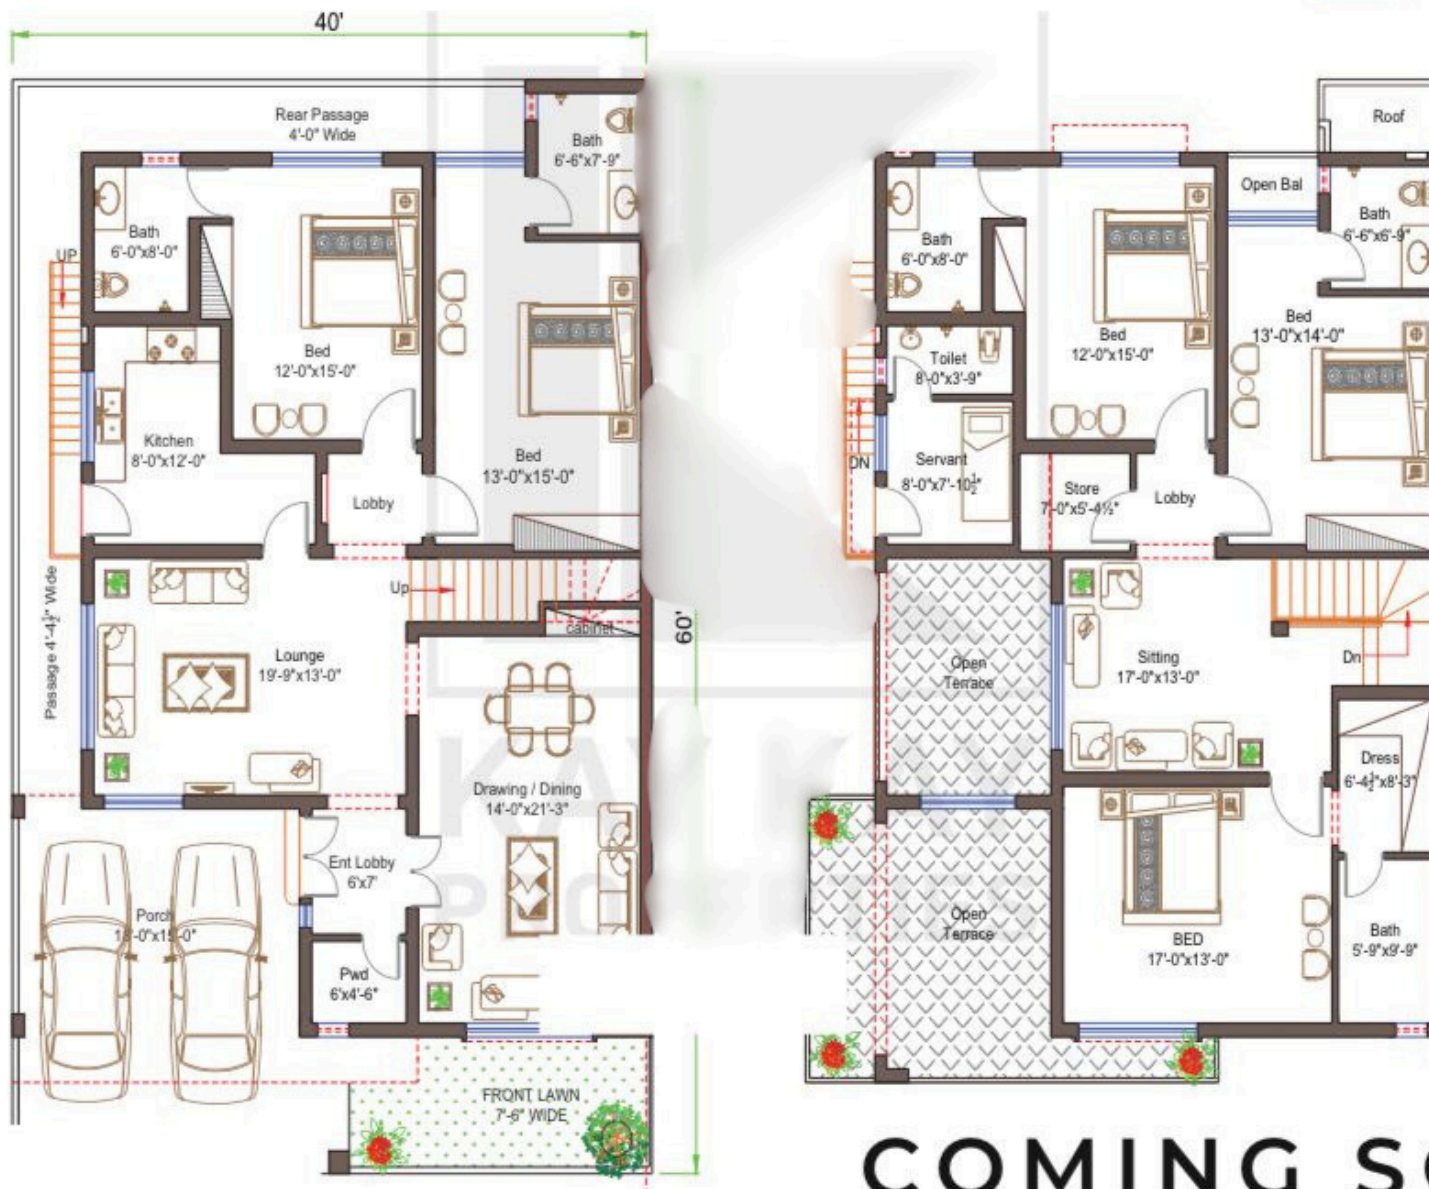 40'
Rear Passage
4'-0" Wide
Bath
6'-6"x7'-9"
Bath
6'-0"x8'-0"
UP
Bed
12'-0"x15'-0"
Kitchen
8'-0"x12'-0"
Bed
13'-0"x15'-0"
Lobby
Passage 4'-4½" Wide
Up
cabinet
60'
Lounge
19'-9"x13'-0"
Drawing / Dining
14'-0"x21'-3"
Ent Lobby
6'x7'
Porch
Pwd
6'x4'-6"
FRONT LAWN
7'-6" WIDE
Roof
Open Bal
Bath
6'-6"x6'-9"
Bath
6'-0"x8'-0"
Bed
13'-0"x14'-0"
Bed
12'-0"x15'-0"
Toilet
8'-0"x3'-9"
DN
Servant
8'-0"x7'-10½"
Store
7'-0"x5'-4½"
Lobby
Open
Terrace
Sitting
17'-0"x13'-0"
Dn
Dress
Open
Terrace
BED
17'-0"x13'-0"
Bath
5'-9"x9'-9"
KAY KAY
PROPERTIES
COMING